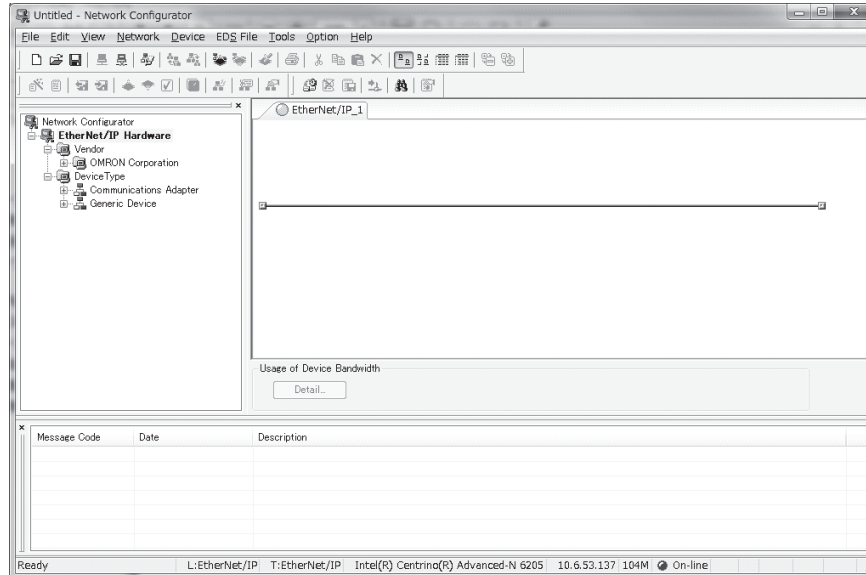 Untitled - Network Configurator
File Edit View Network Device EDS File Tools Option Help
EtherNet/IP_1
Network Configurator
EtherNet/IP Hardware
Vendor
OMRON Corporation
DeviceType
Communications Adapter
Generic Device
Usage of Device Bandwidth
Detail...
Message Code Date Description
Ready L:EtherNet/IP T:EtherNet/IP Intel(R) Centrino(R) Advanced-N 6205 10.6.53.137 104M On-line